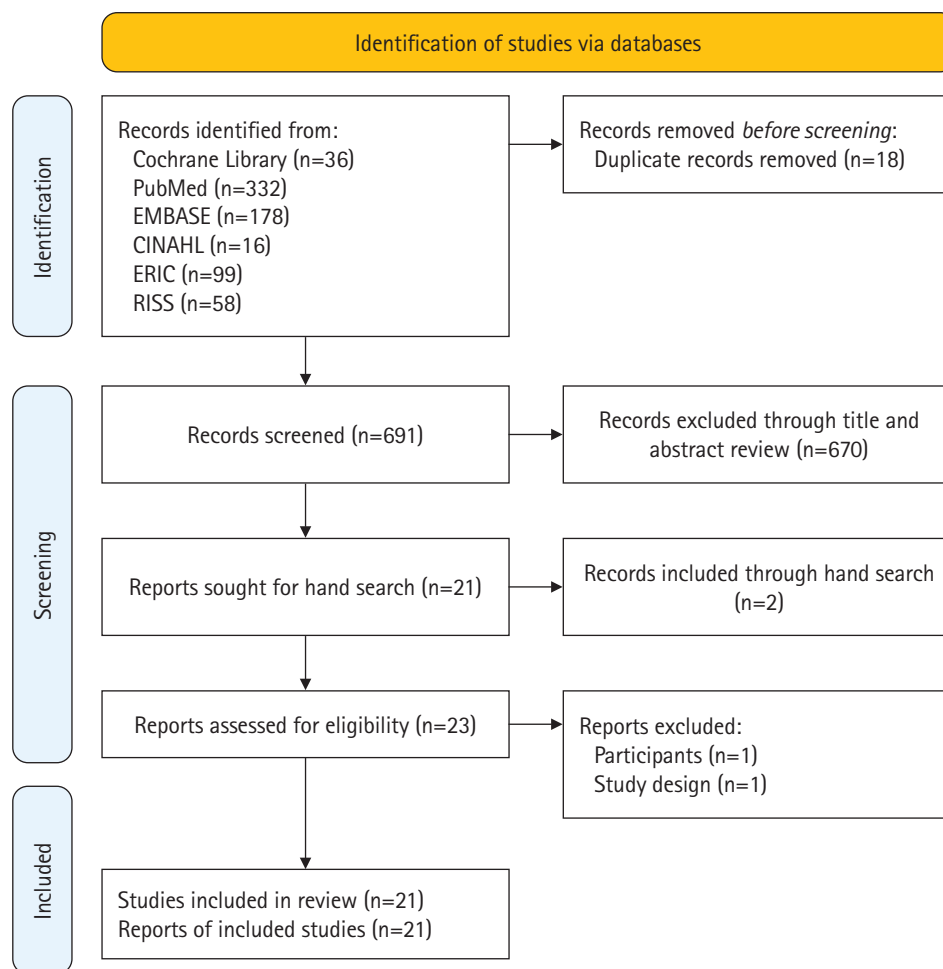 Identification of studies via databases
Identification
Records identified from:
Cochrane Library (n=36)
PubMed (n=332)
EMBASE (n=178)
CINAHL (n=16)
ERIC (n=99)
RISS (n=58)
Records removed before screening:
Duplicate records removed (n=18)
Screening
Records screened (n=691)
Records excluded through title and
abstract review (n=670)
Reports sought for hand search (n=21)
Records included through hand search
(n=2)
Reports assessed for eligibility (n=23)
Reports excluded:
Participants (n=1)
Study design (n=1)
Included
Studies included in review (n=21)
Reports of included studies (n=21)